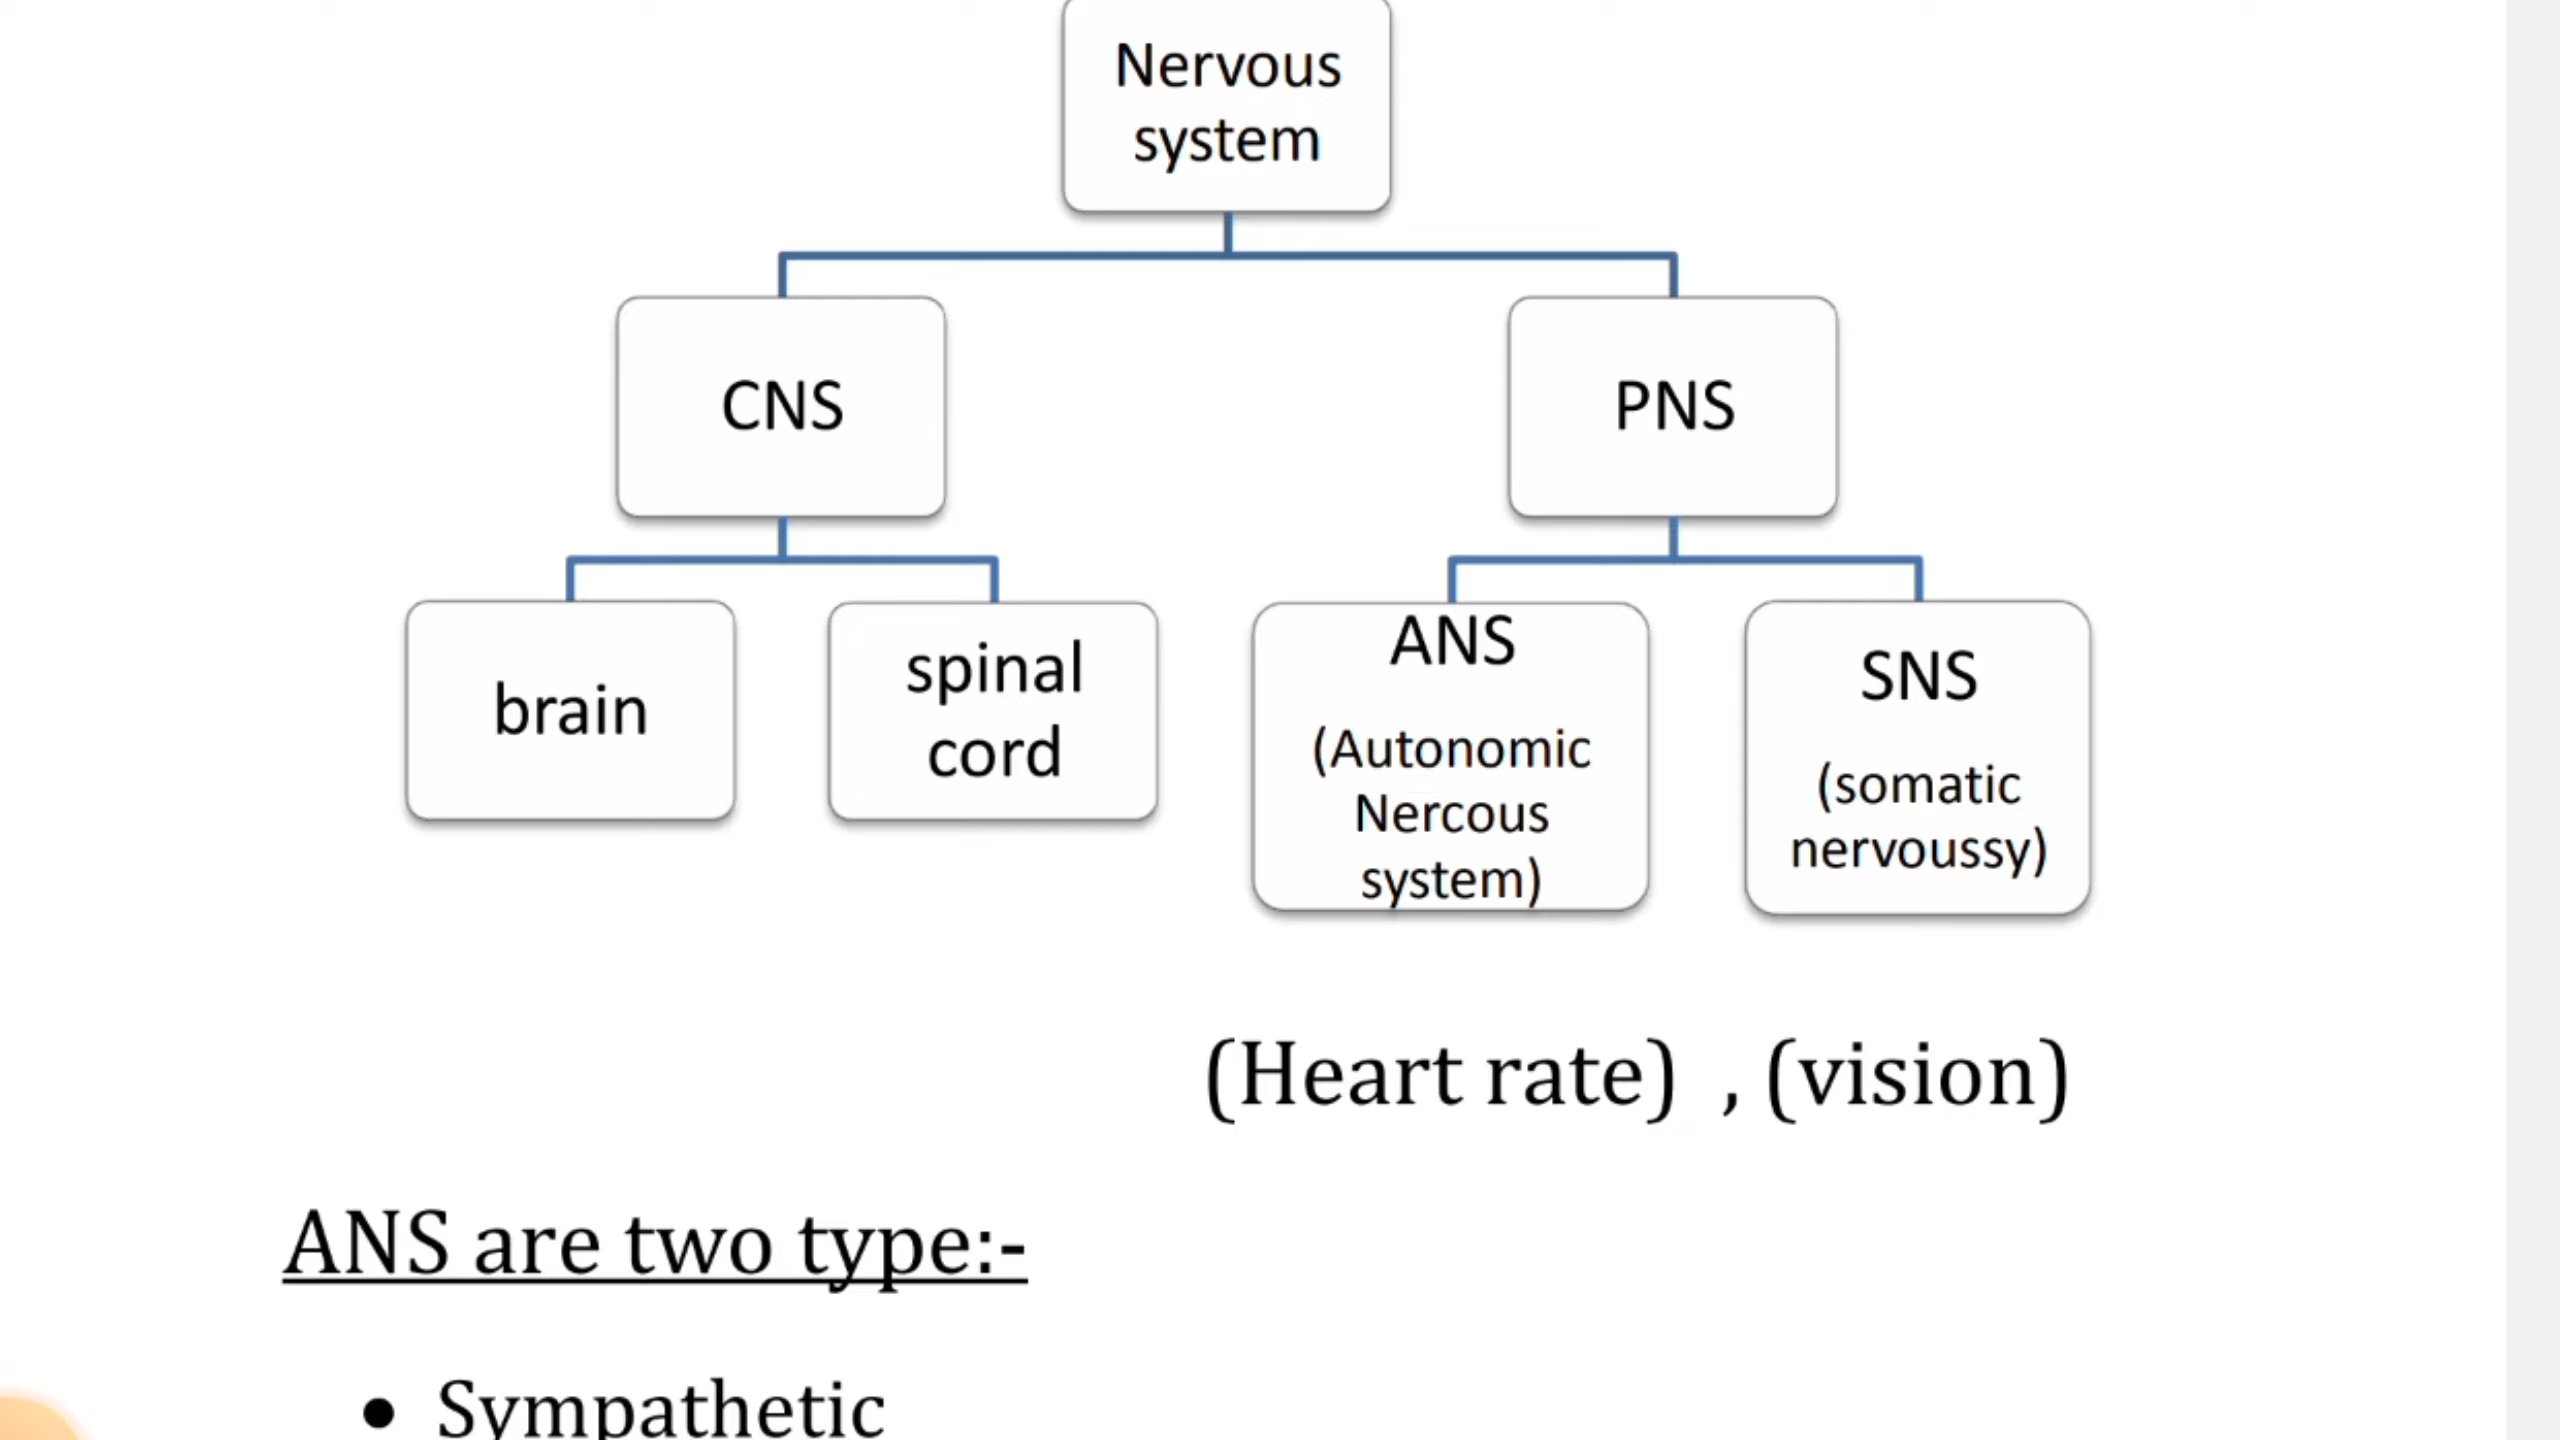 Nervous
system
CNS
PNS
brain
spinal
cord
ANS
(Autonomic
Nercous
system)
SNS
(somatic
nervoussy)
(Heart rate) , (vision)
ANS are two type:-
• Sympathetic